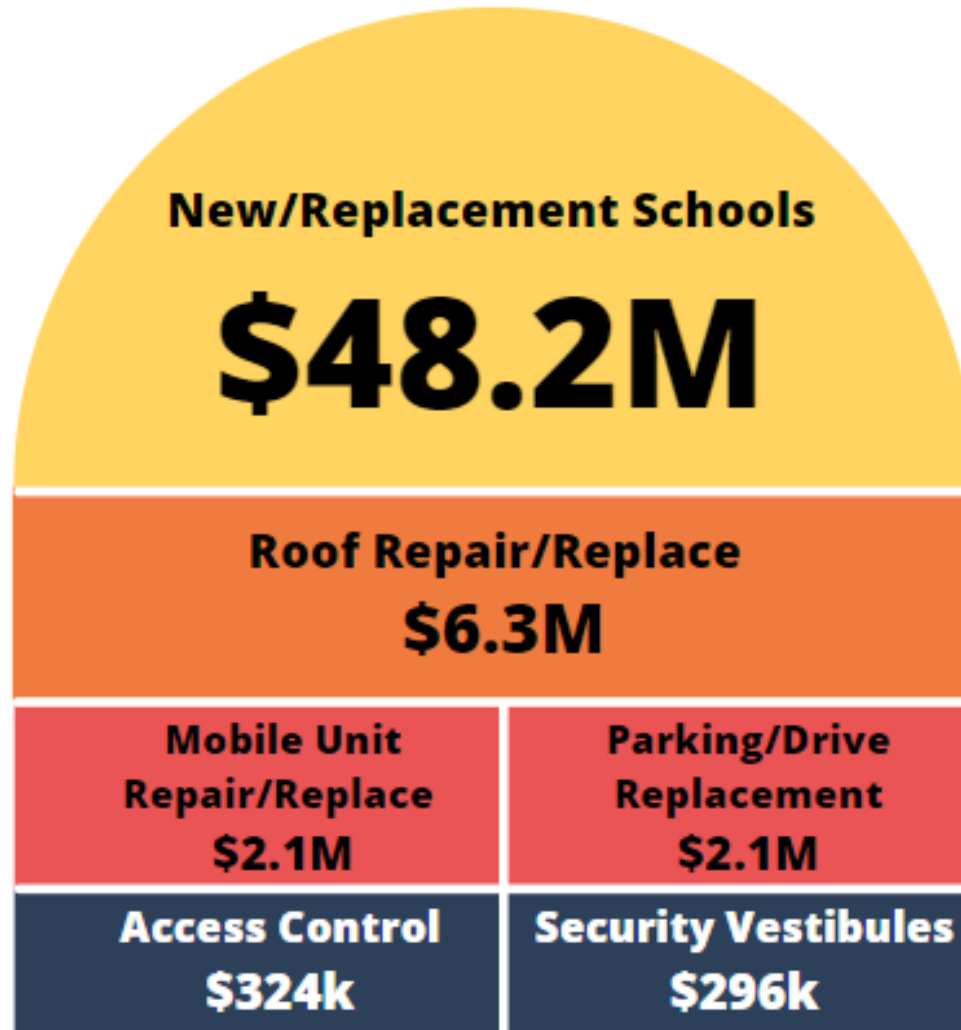 New/Replacement Schools
$48.2M
Roof Repair/Replace
$6.3M
Mobile Unit
Repair/Replace
$2.1M
Parking/Drive
Replacement
$2.1M
Access Control
$324k
Security Vestibules
$296k